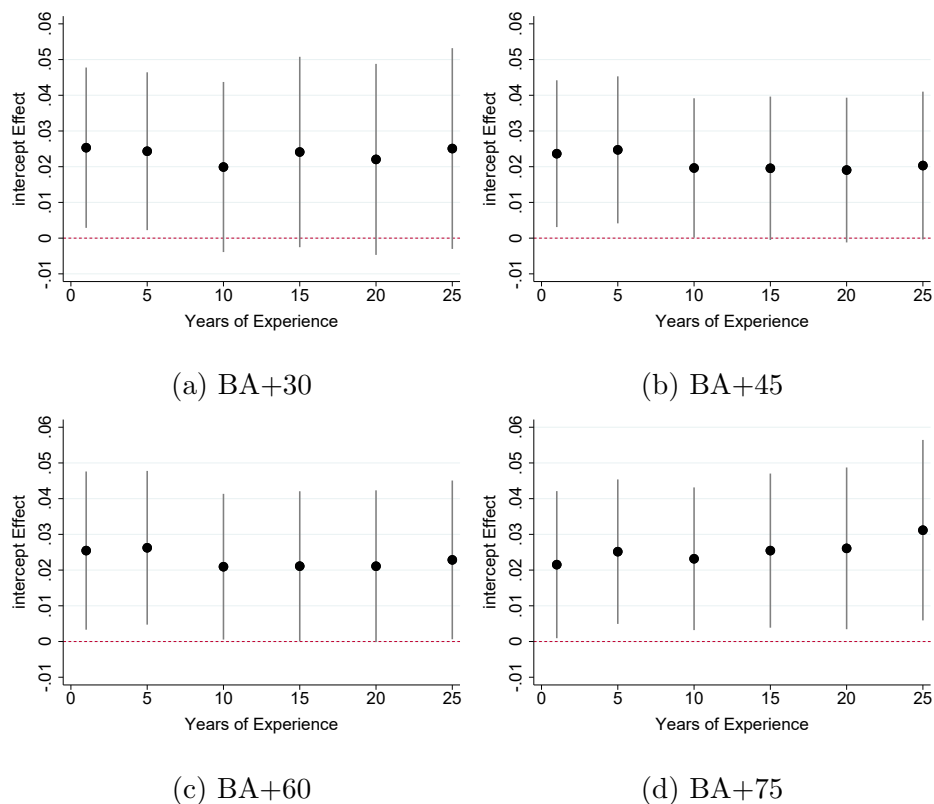 intercept Effect
-.01 0 .01 .02 .03 .04 .05 .06
0 5 10 15 20 25
Years of Experience
(a) BA+30
intercept Effect
-.01 0 .01 .02 .03 .04 .05 .06
0 5 10 15 20 25
Years of Experience
(b) BA+45
intercept Effect
-.01 0 .01 .02 .03 .04 .05 .06
0 5 10 15 20 25
Years of Experience
(c) BA+60
intercept Effect
-.01 0 .01 .02 .03 .04 .05 .06
0 5 10 15 20 25
Years of Experience
(d) BA+75